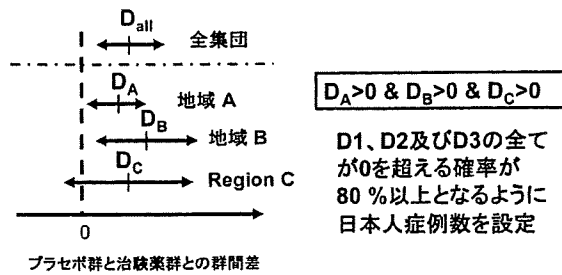 Dall
全集団
DA
地域 A
DB
地域 B
DC
Region C
0
プラセボ群と治験薬群との群間差
DA>0 & DB>0 & DC>0
D1、D2及びD3の全て
が0を超える確率が
80 %以上となるように
日本人症例数を設定